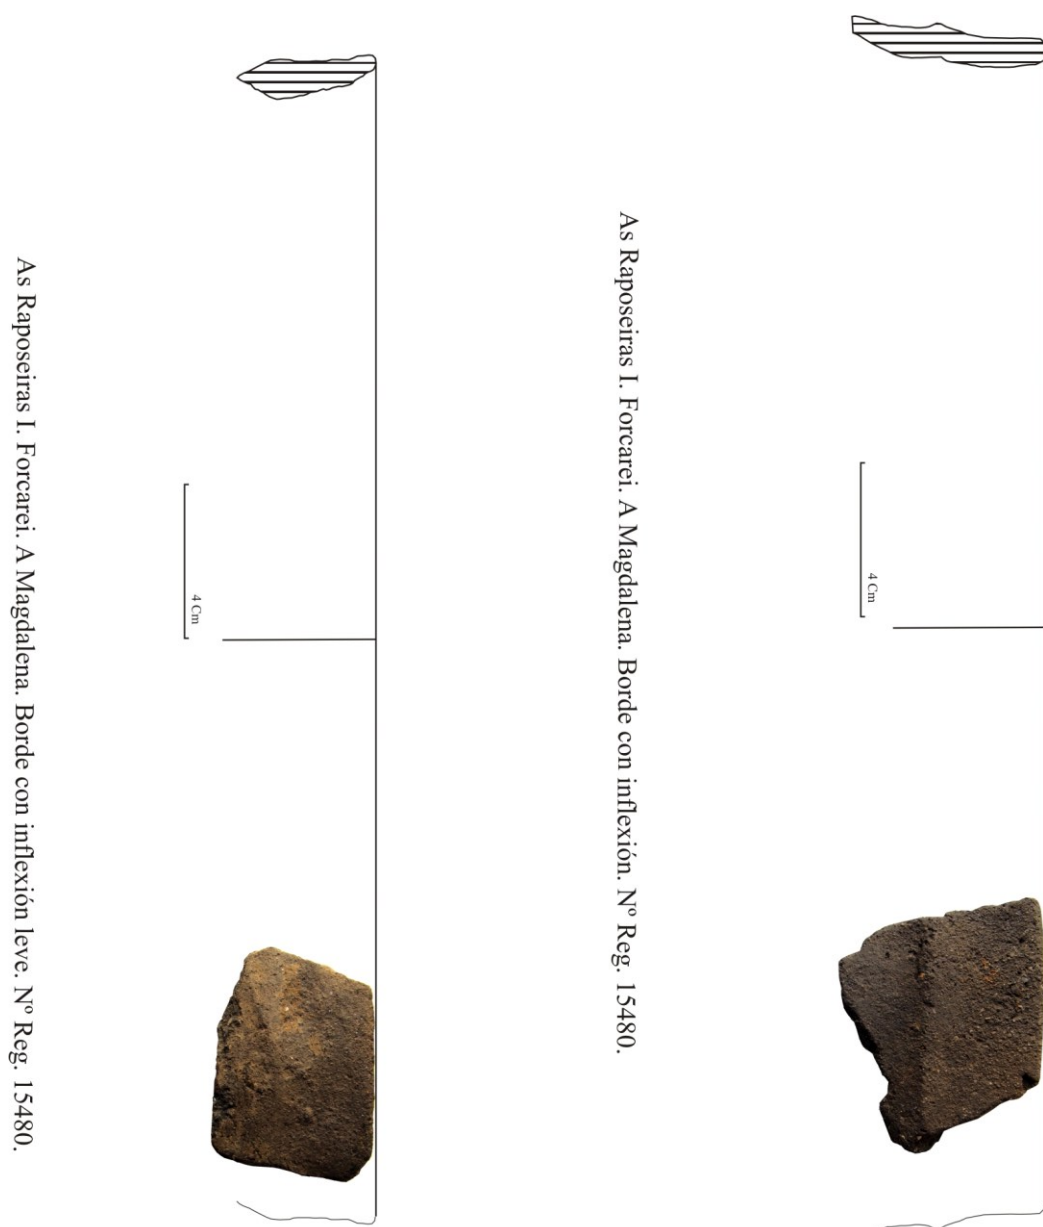 4 Cm
As Raposeiras I. Forcarei. A Magdalena. Borde con inflexión. Nº Reg. 15480.
4 Cm
As Raposeiras I. Forcarei. A Magdalena. Borde con inflexión leve. Nº Reg. 15480.